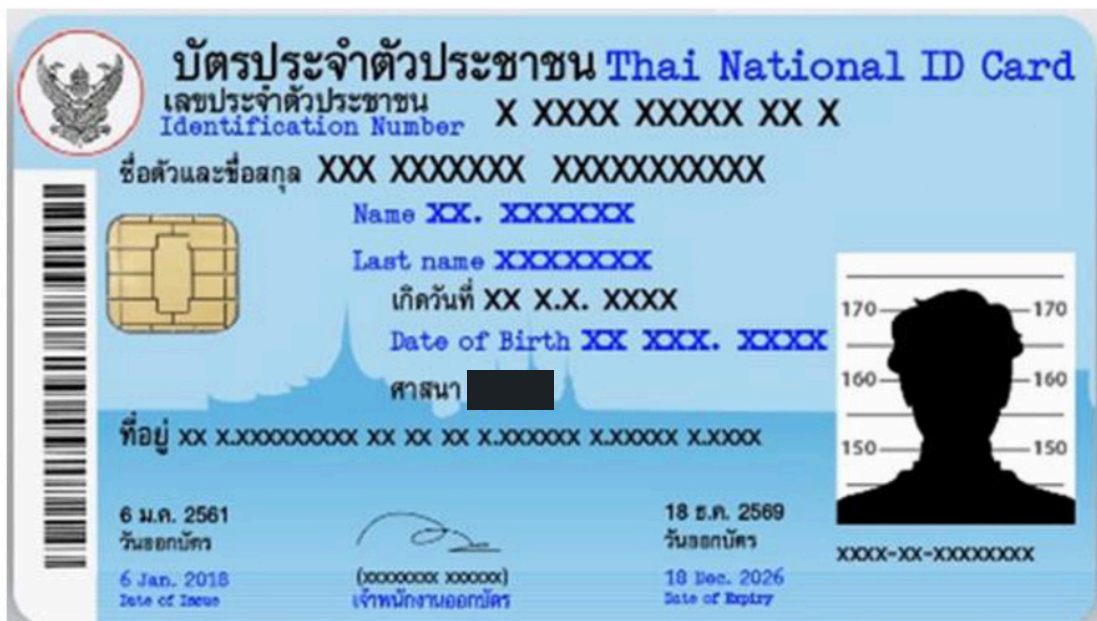 บัตรประจำตัวประชาชน Thai National ID Card
เลขประจำตัวประชาชน
Identification Number X XXXX XXXXX XX X
ชื่อตัวและชื่อสกุล XXX XXXXXXX XXXXXXXXXXX
Name XX. XXXXXX
Last name XXXXXXXX
เกิดวันที่ XX X.X. XXXX
Date of Birth XX XXX. XXXX
ศาสนา
ที่อยู่ XX X.XXXXXXXXX XX XX XX X.XXXXXX X.XXXXX X.XXXX
170 170
160 160
150 150
6 ม.ค. 2561
วันออกบัตร
6 Jan. 2018
Date of Issue
(xxxxxxxx xxxxxx)
เจ้าพนักงานออกบัตร
18 ธ.ค. 2569
วันออกบัตร
18 Dec. 2026
Date of Expiry
XXXX-XX-XXXXXXXX